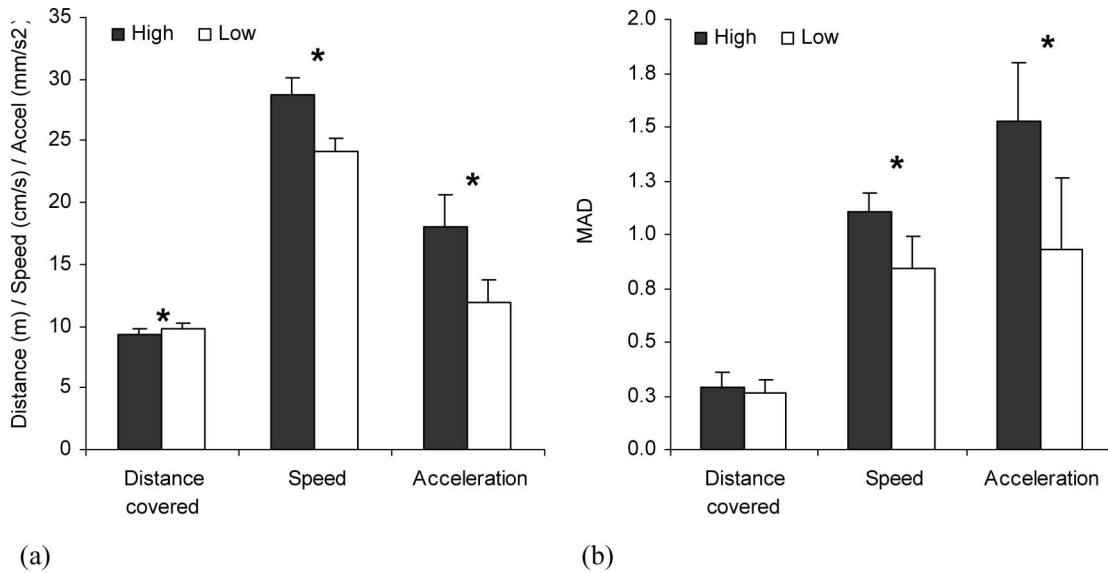 High Low
*
*
*
Distance (m) / Speed (cm/s) / Accel (mm/s2)
40
35
30
25
20
15
10
5
0
Distance covered
Speed
Acceleration
(a)
High Low
*
*
MAD
2.0
1.8
1.5
1.3
1.0
0.8
0.5
0.3
0.0
Distance covered
Speed
Acceleration
(b)